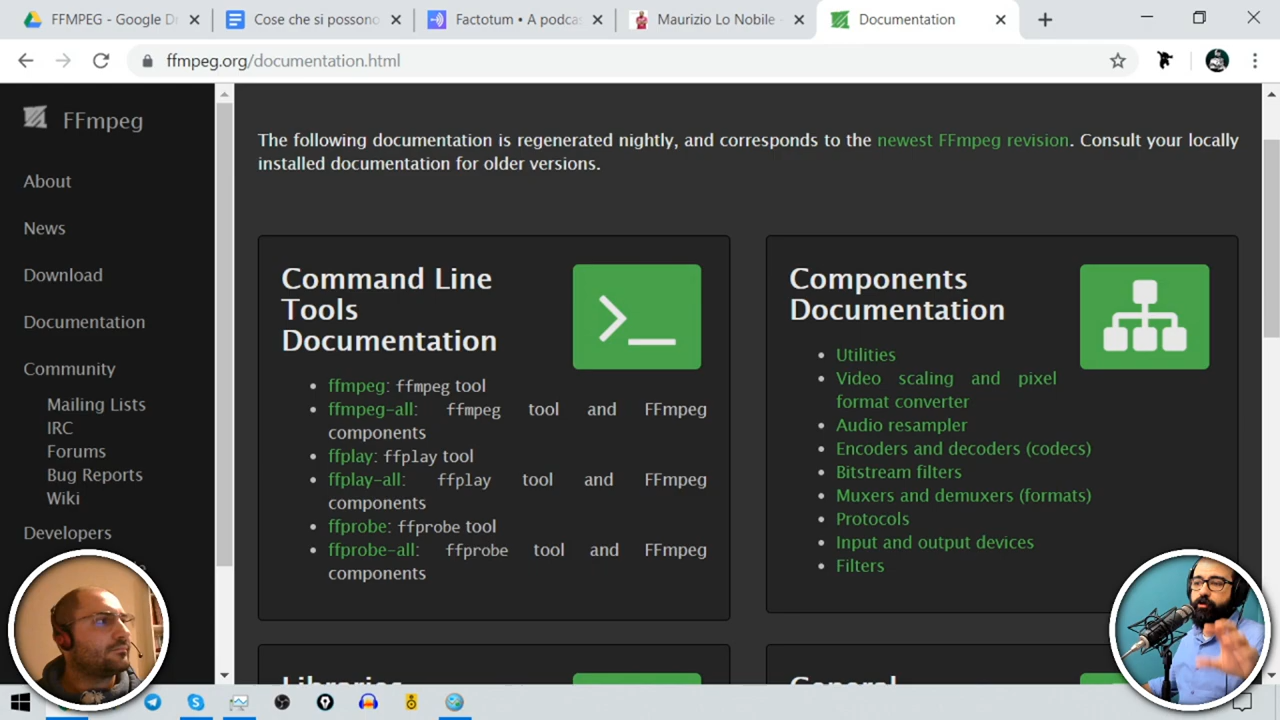 FFMPEG - Google Dr
Cose che si possono
Factotum • A podca
Maurizio Lo Nobile -
Documentation
ffmpeg.org/documentation.html
FFmpeg
About
News
Download
Documentation
Community
Mailing Lists
IRC
Forums
Bug Reports
Wiki
Developers
The following documentation is regenerated nightly, and corresponds to the newest FFmpeg revision. Consult your locally
installed documentation for older versions.
Command Line
Tools
Documentation
ffmpeg: ffmpeg tool
ffmpeg-all: ffmpeg tool and FFmpeg
components
ffplay: ffplay tool
ffplay-all: ffplay tool and FFmpeg
components
ffprobe: ffprobe tool
ffprobe-all: ffprobe tool and FFmpeg
components
Components
Documentation
Utilities
Video scaling and pixel
format converter
Audio resampler
Encoders and decoders (codecs)
Bitstream filters
Muxers and demuxers (formats)
Protocols
Input and output devices
Filters
Libraries
General